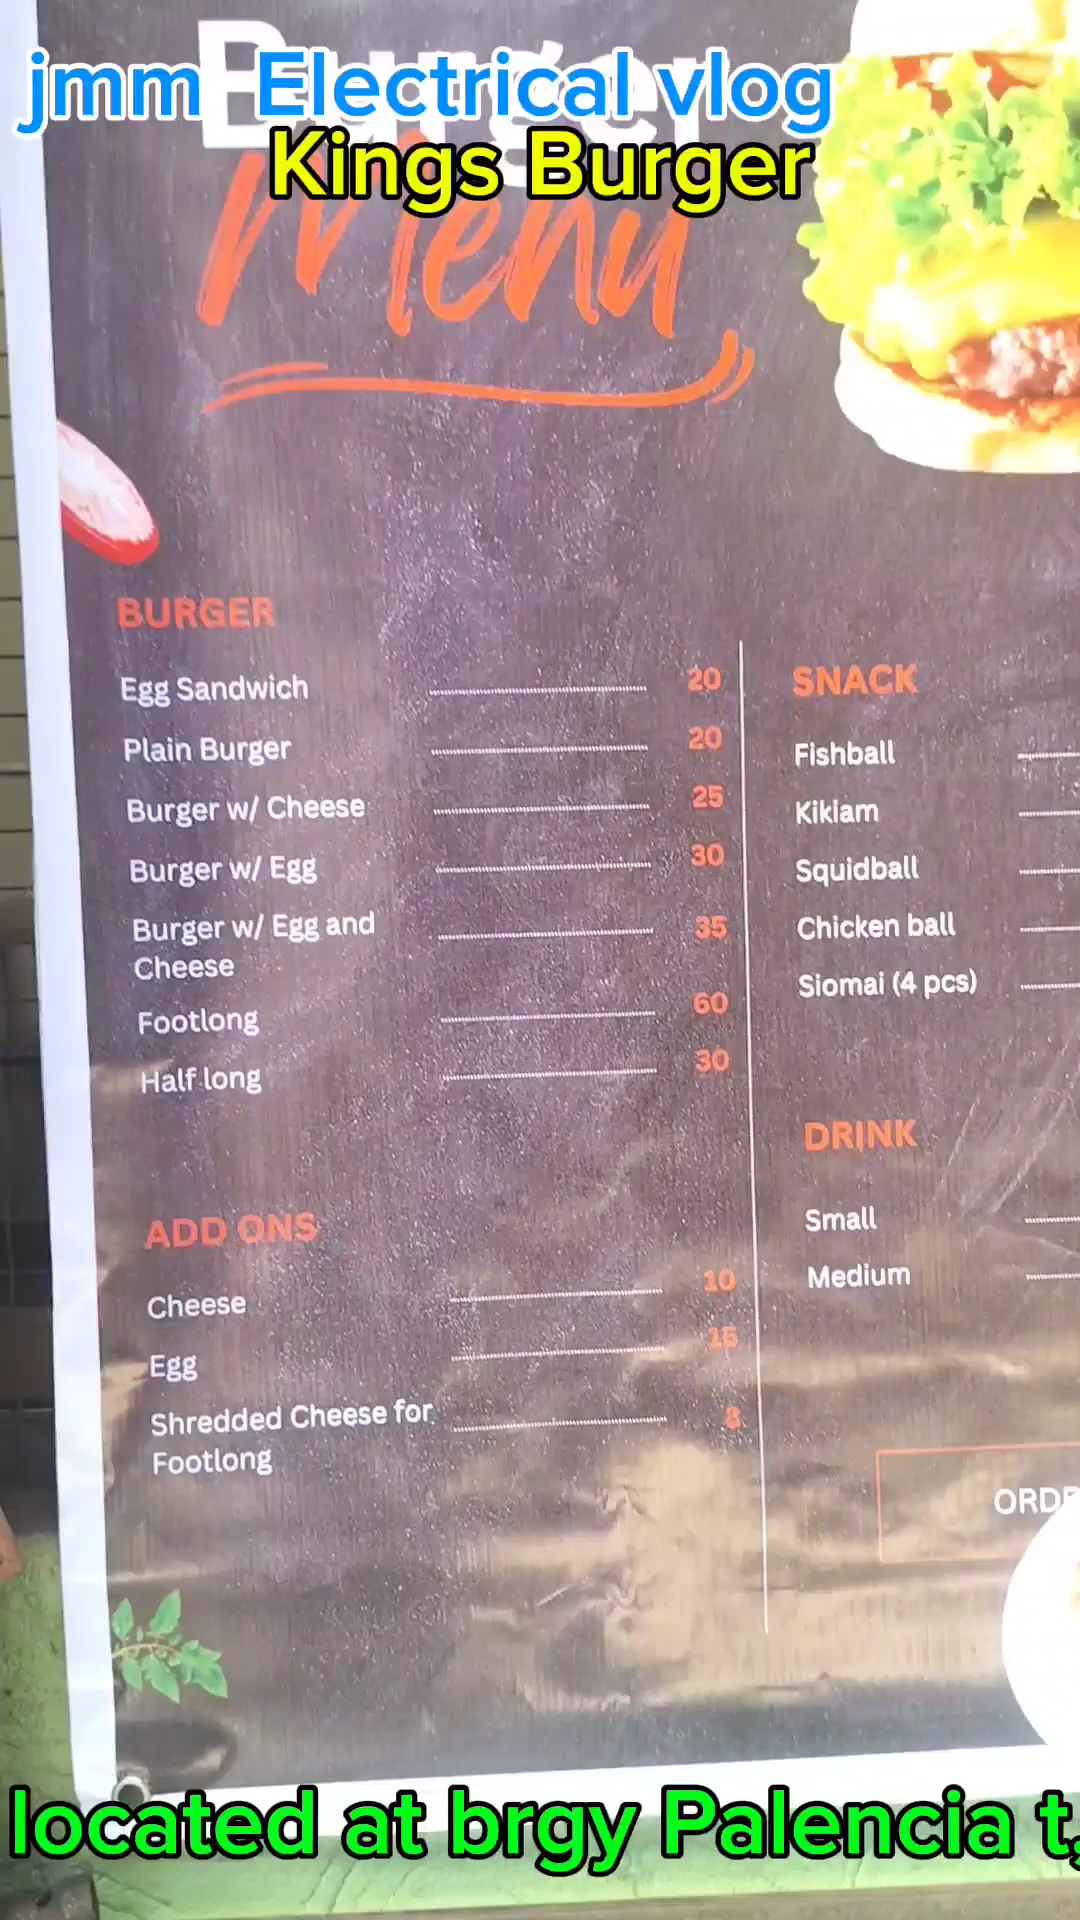 jmm Electrical vlog
Kings Burger
Burger
Menu
BURGER
Egg Sandwich 20
Plain Burger 20
Burger w/ Cheese 25
Burger w/ Egg 30
Burger w/ Egg and
Cheese 35
Footlong 60
Half long 30
ADD ONS
Cheese 10
Egg 15
Shredded Cheese for
Footlong 8
SNACK
Fishball
Kikiam
Squidball
Chicken ball
Siomai (4 pcs)
DRINK
Small
Medium
located at brgy Palencia t,